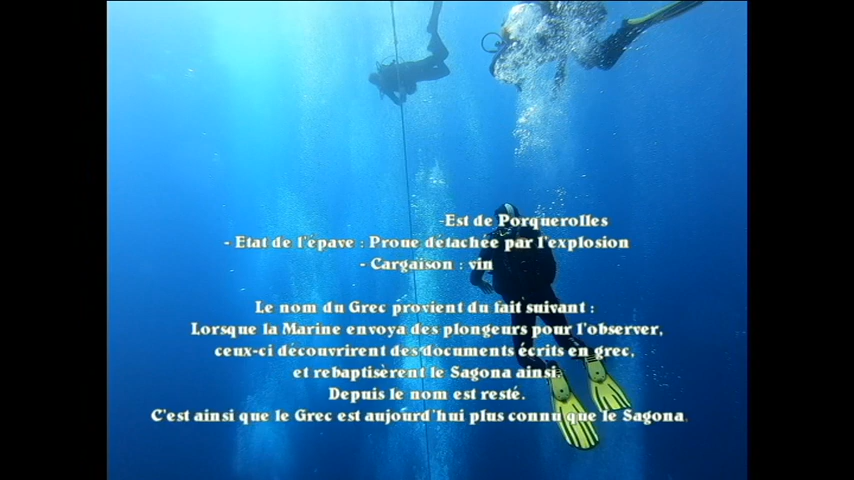 -Est de Porquerolles
- Etat de l'épave : Proue détachée par l'explosion
- Cargaison : vin
Le nom du Grec provient du fait suivant :
Lorsque la Marine envoya des plongeurs pour l'observer,
ceux-ci découvrirent des documents écrits en grec,
et rebaptisèrent le Sagona ainsi.
Depuis le nom est resté.
C'est ainsi que le Grec est aujourd'hui plus connu que le Sagona.